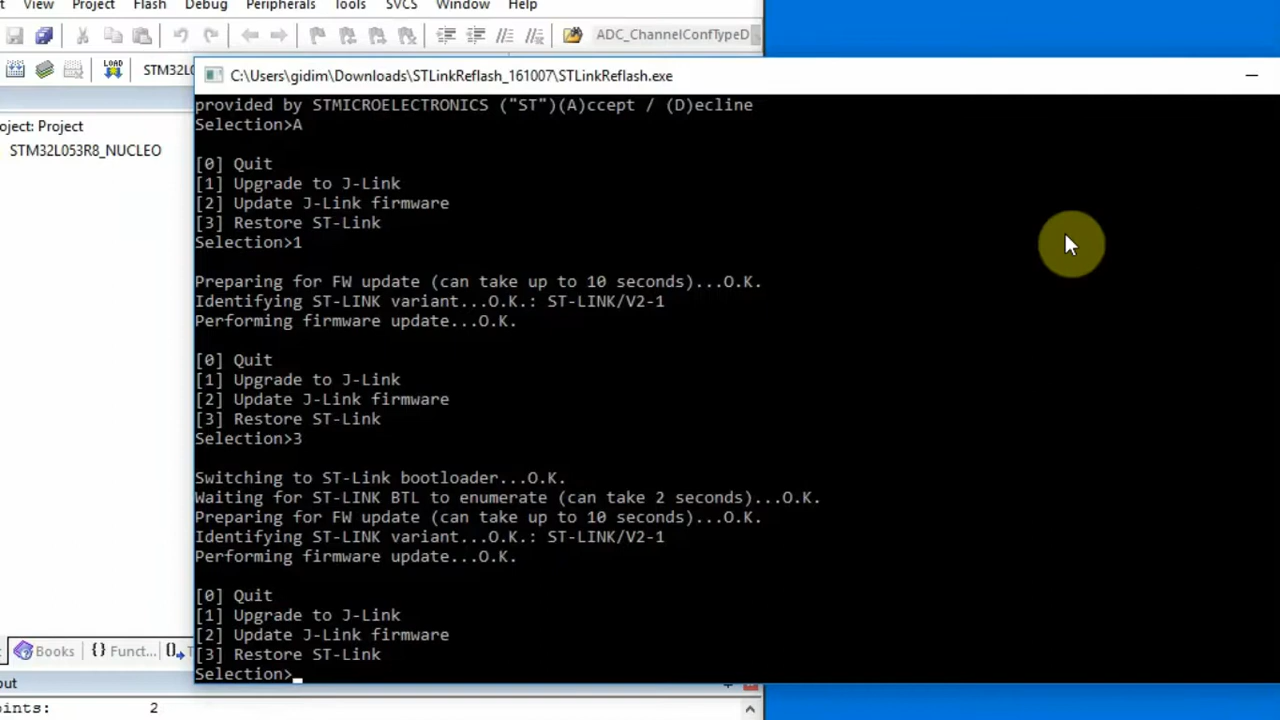 View Project Flash Debug Peripherals Tools SVCS Window Help
ADC_ChannelConfTypeD
LOAD STM32L0
C:\Users\gidim\Downloads\STLinkReflash_161007\STLinkReflash.exe
oject: Project
STM32L053R8_NUCLEO
provided by STMICROELECTRONICS ("ST")(A)ccept / (D)ecline
Selection>A
[0] Quit
[1] Upgrade to J-Link
[2] Update J-Link firmware
[3] Restore ST-Link
Selection>1
Preparing for FW update (can take up to 10 seconds)...O.K.
Identifying ST-LINK variant...O.K.: ST-LINK/V2-1
Performing firmware update...O.K.
[0] Quit
[1] Upgrade to J-Link
[2] Update J-Link firmware
[3] Restore ST-Link
Selection>3
Switching to ST-Link bootloader...O.K.
Waiting for ST-LINK BTL to enumerate (can take 2 seconds)...O.K.
Preparing for FW update (can take up to 10 seconds)...O.K.
Identifying ST-LINK variant...O.K.: ST-LINK/V2-1
Performing firmware update...O.K.
[0] Quit
[1] Upgrade to J-Link
[2] Update J-Link firmware
[3] Restore ST-Link
Selection>
Books {} Funct... 
put
oints: 2